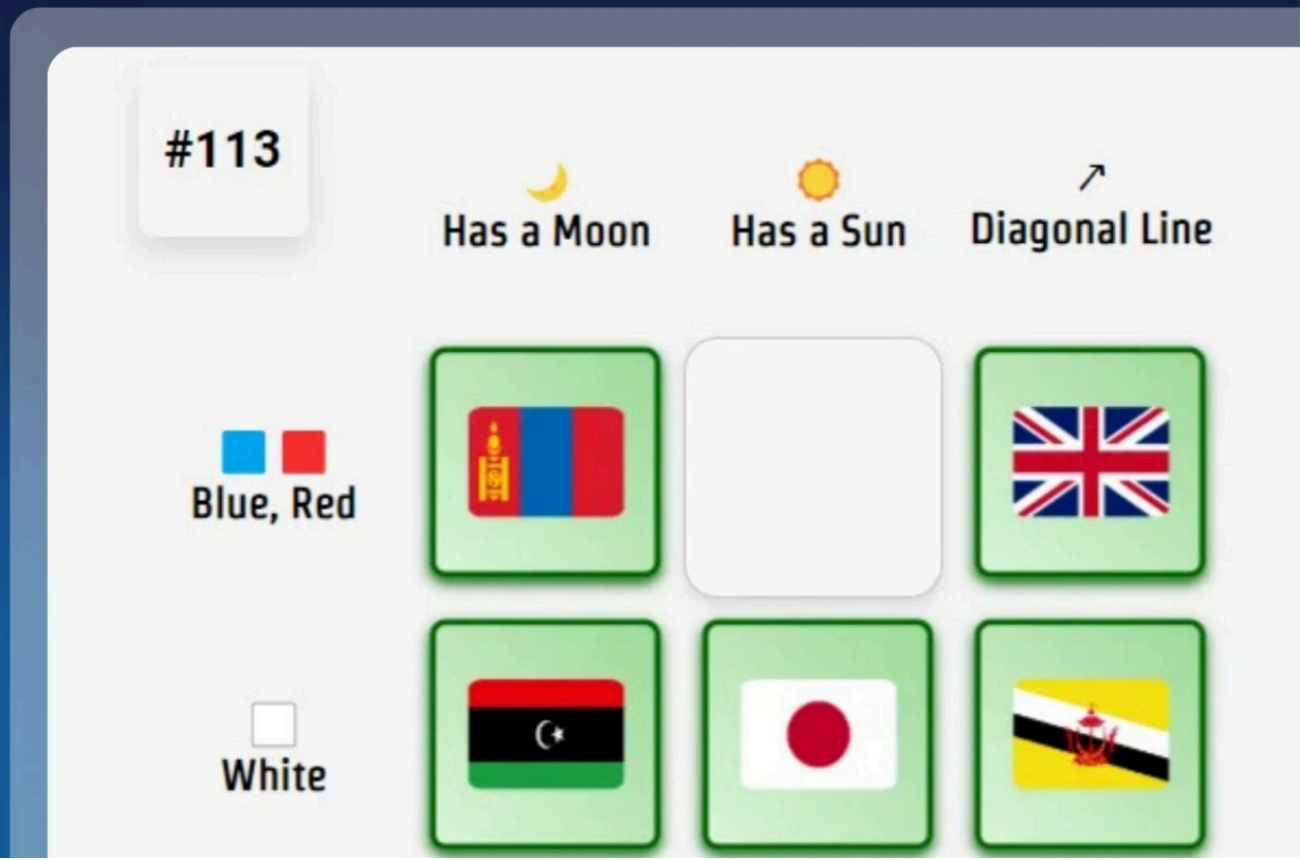 #113
Has a Moon
Has a Sun
Diagonal Line
Blue, Red
White